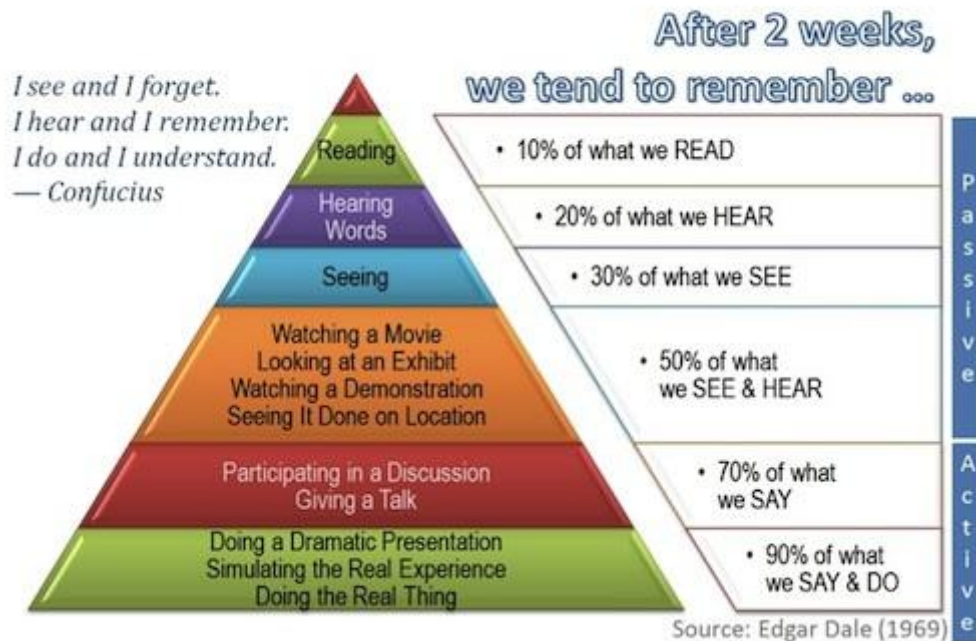 After 2 weeks,
we tend to remember ...
I see and I forget.
I hear and I remember.
I do and I understand.
— Confucius
Reading
Hearing
Words
Seeing
Watching a Movie
Looking at an Exhibit
Watching a Demonstration
Seeing It Done on Location
Participating in a Discussion
Giving a Talk
Doing a Dramatic Presentation
Simulating the Real Experience
Doing the Real Thing
• 10% of what we READ
• 20% of what we HEAR
• 30% of what we SEE
• 50% of what
we SEE & HEAR
• 70% of what
we SAY
• 90% of what
we SAY & DO
Passive
Active
Source: Edgar Dale (1969)